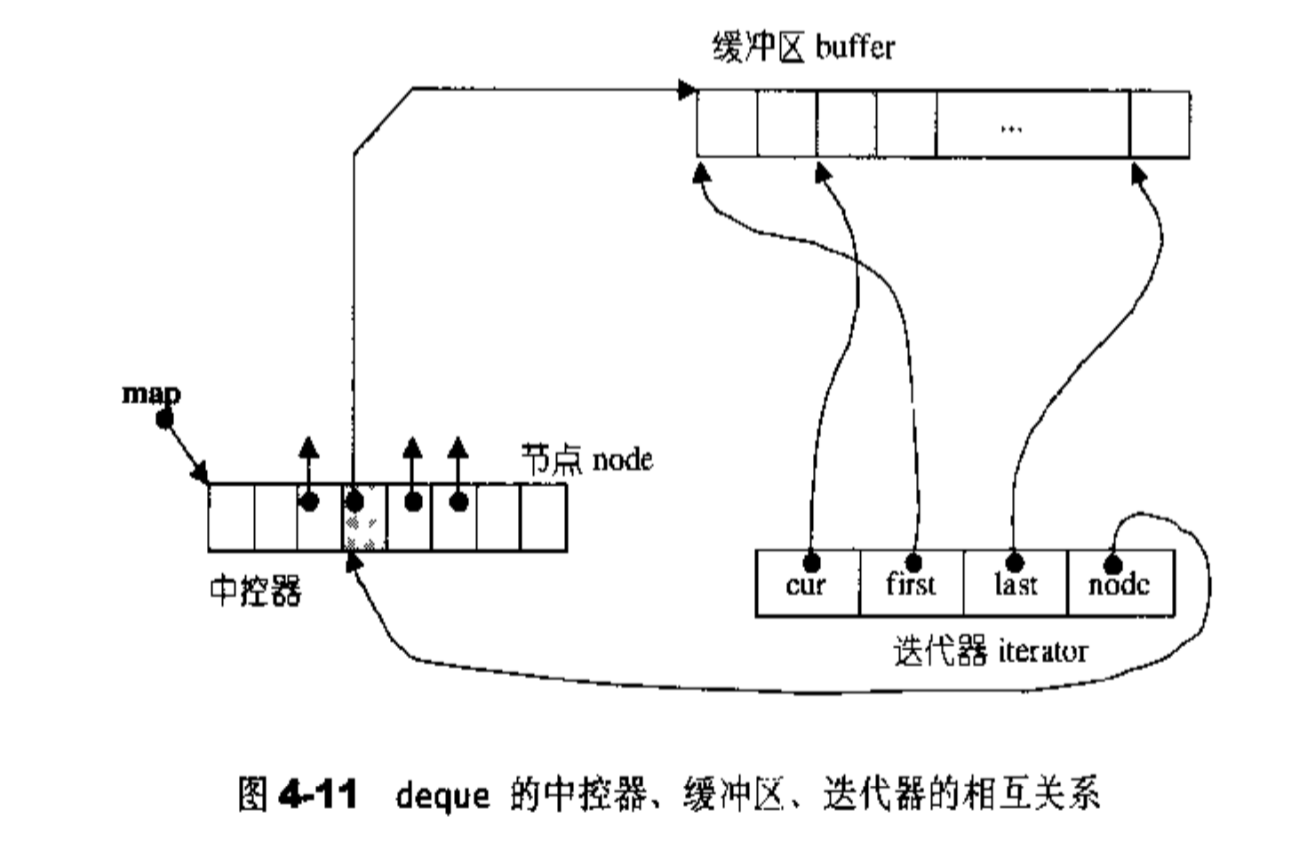 缓冲区 buffer
...
map
节点 node
中控器
cur first last node
迭代器 iterator
图 4-11 deque 的中控器、缓冲区、迭代器的相互关系